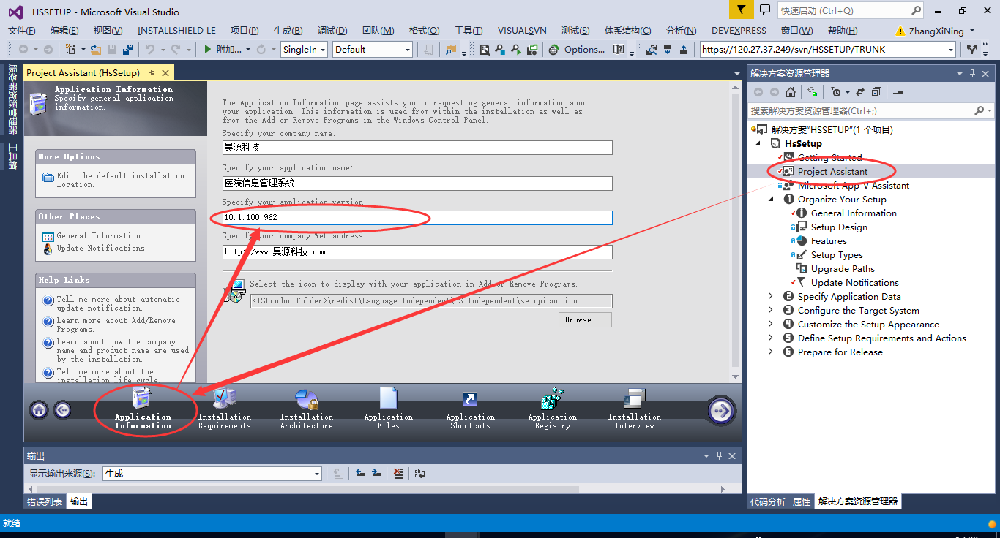 HSSETUP - Microsoft Visual Studio
快速启动 (Ctrl+Q)
文件(F) 编辑(E) 视图(V) INSTALLSHIELD LE 项目(P) 生成(B) 调试(D) 团队(M) 格式(O) 工具(T) VISUALSVN 测试(S) 体系结构(C) 分析(N) DEVEXPRESS 窗口(W) 帮助(H) ZhangXiNing
附加... SingleIn Default Options... https://120.27.37.249/svn/HSSETUP/TRUNK
服务器资源管理器
工具箱
Project Assistant (HsSetup)
Application Information
Specify general application
information.
More Options
Edit the default installation
location.
Other Places
General Information
Update Notifications
Help Links
Tell me more about automatic
update notification.
Learn more about Add/Remove
Programs.
Learn about how the company
name and product name are used
by the installation.
Tell me more about the
installation life cycle
The Application Information page assists you in requesting general information about
your application. This information is used from within the installation as well as
from the Add or Remove Programs in the Windows Control Panel.
Specify your company name:
昊源科技
Specify your application name:
医院信息管理系统
Specify your application version:
10.1.100.962
Specify your company Web address:
http://www.昊源科技.com
Select the icon to display with your application in Add or Remove Programs.
<ISProductFolder>\redist\Language Independent\OS Independent\setupicon.ico
Browse...
Application
Information
Installation
Requirements
Installation
Architecture
Application
Files
Application
Shortcuts
Application
Registry
Installation
Interview
输出
显示输出来源(S): 生成
错误列表 输出
解决方案资源管理器
搜索解决方案资源管理器(Ctrl+;)
解决方案"HSSETUP"(1 个项目)
HsSetup
Getting Started
Project Assistant
Microsoft App-V Assistant
1 Organize Your Setup
General Information
Setup Design
Features
Setup Types
Upgrade Paths
Update Notifications
2 Specify Application Data
3 Configure the Target System
4 Customize the Setup Appearance
5 Define Setup Requirements and Actions
6 Prepare for Release
代码分析 属性 解决方案资源管理器
就绪